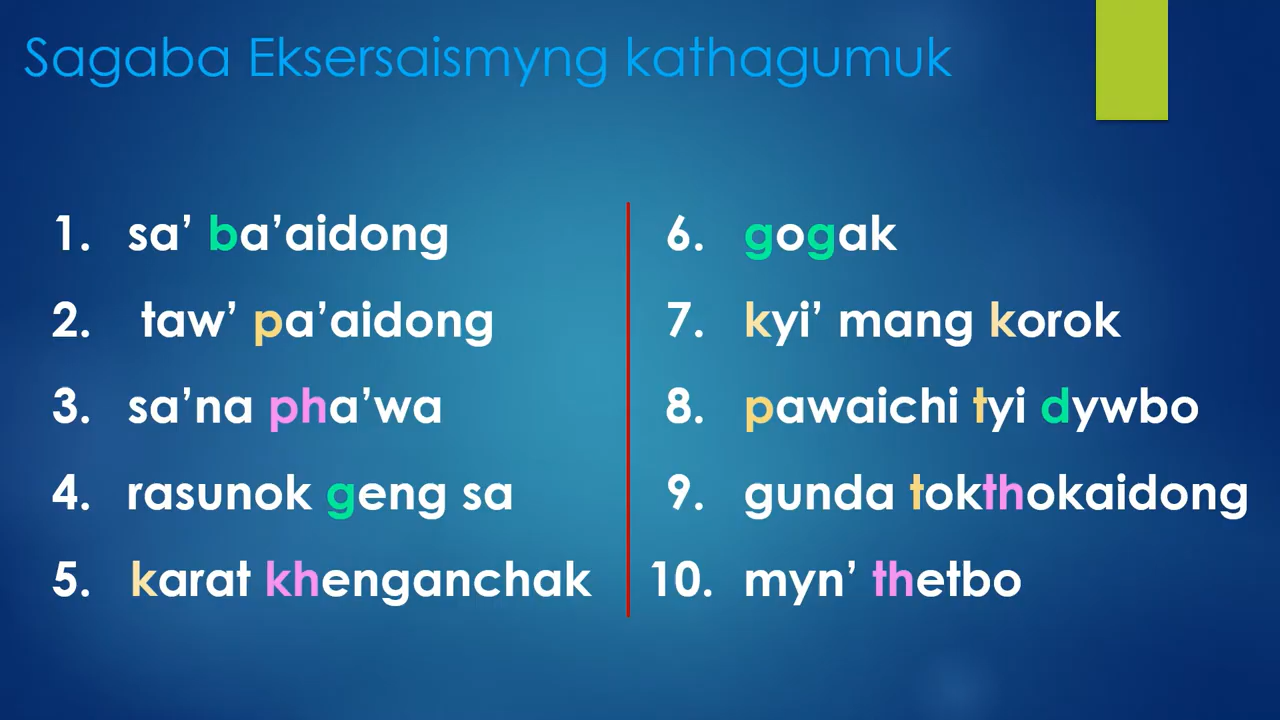 Sagaba Eksersaismyng kathagumuk
1. sa’ ba’aidong
2. taw’ pa’aidong
3. sa’na pha’wa
4. rasunok geng sa
5. karat khenganchak
6. gogak
7. kyi’ mang korok
8. pawaichi tyi dywbo
9. gunda tokthokaidong
10. myn’ thetbo